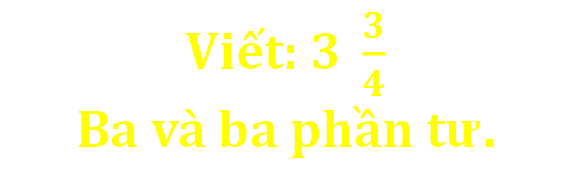 Viết: 3 3/4
Ba và ba phần tư.